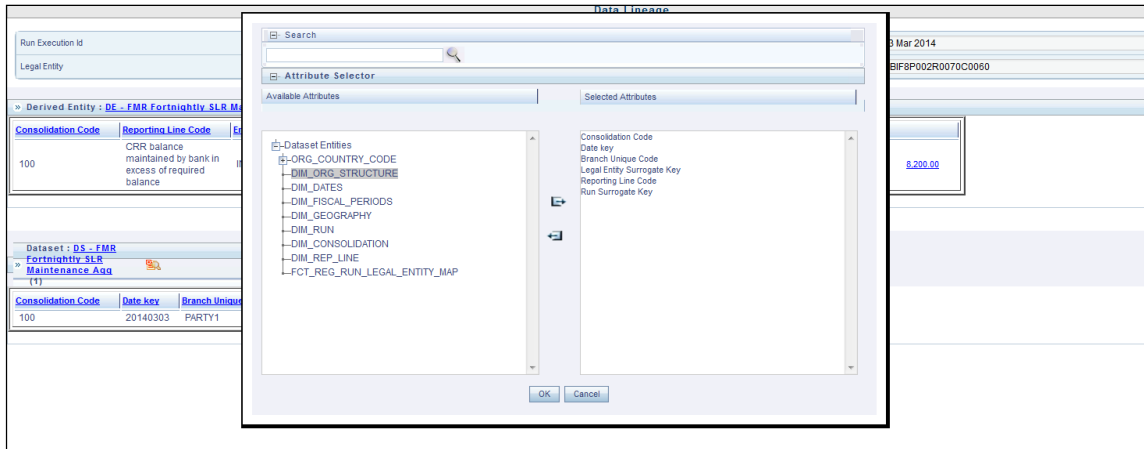 Data Lineage
Run Execution Id
3 Mar 2014
Legal Entity
BIF8P002R0070C0060
» Derived Entity : DE - FMR Fortnightly SLR Ma
Consolidation Code
Reporting Line Code
100
CRR balance
maintained by bank in
excess of required
balance
8,200.00
Dataset : DS - FMR
» Fortnightly SLR
Maintenance Agg
(1)
Consolidation Code
Date key
Branch Unique
100
20140303
PARTY1
Search
Attribute Selector
Available Attributes
Selected Attributes
Dataset Entities
ORG_COUNTRY_CODE
DIM_ORG_STRUCTURE
DIM_DATES
DIM_FISCAL_PERIODS
DIM_GEOGRAPHY
DIM_RUN
DIM_CONSOLIDATION
DIM_REP_LINE
FCT_REG_RUN_LEGAL_ENTITY_MAP
Consolidation Code
Date key
Branch Unique Code
Legal Entity Surrogate Key
Reporting Line Code
Run Surrogate Key
OK
Cancel